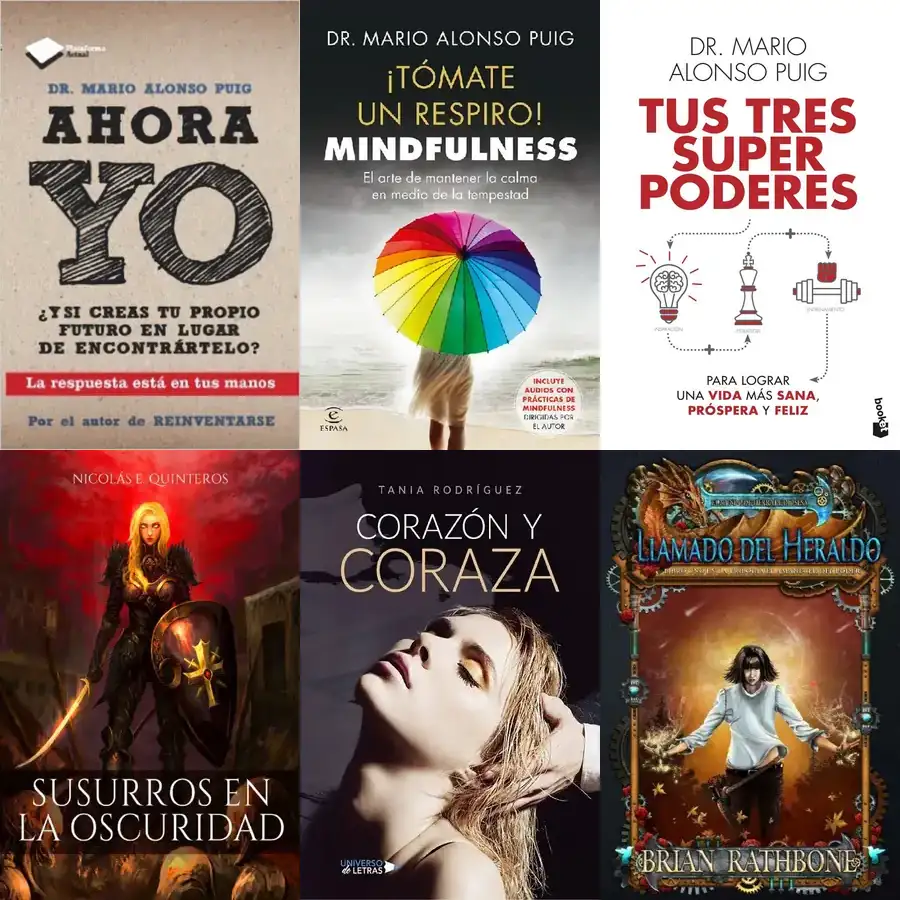 Plataforma
Actual
DR. MARIO ALONSO PUIG
AHORA
YO
¿Y SI CREAS TU PROPIO
FUTURO EN LUGAR
DE ENCONTRÁRTELO?
La respuesta está en tus manos
Por el autor de REINVENTARSE
DR. MARIO ALONSO PUIG
¡TÓMATE
UN RESPIRO!
MINDFULNESS
El arte de mantener la calma
en medio de la tempestad
INCLUYE
AUDIOS CON
PRÁCTICAS DE
MINDFULNESS
DIRIGIDAS POR
EL AUTOR
ESPASA
DR. MARIO
ALONSO PUIG
TUS TRES
SUPER
PODERES
INSPIRACIÓN
ENTRENAMIENTO
PARA LOGRAR
UNA VIDA MÁS SANA,
PRÓSPERA Y FELIZ
booket
NICOLÁS E. QUINTEROS
SUSURROS EN
LA OSCURIDAD
TANIA RODRÍGUEZ
CORAZÓN Y
CORAZA
UNIVERSO
de LETRAS
LLAMADO DEL HERALDO
BRIAN RATHBONE